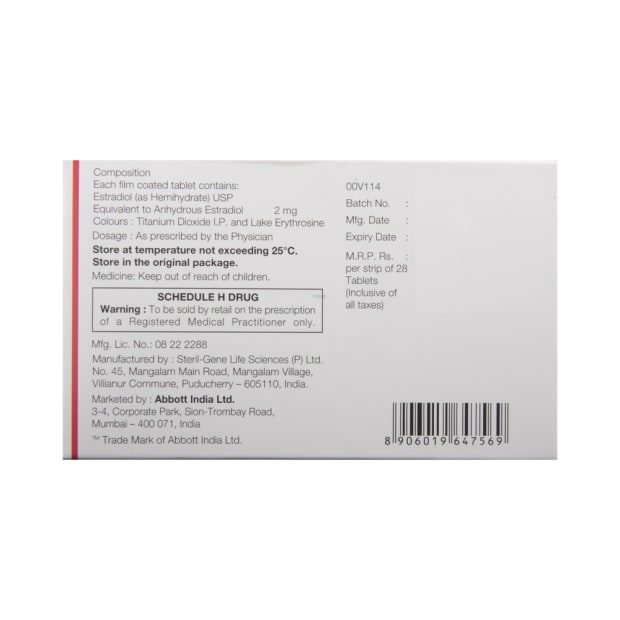 Composition
Each film coated tablet contains:
Estradiol (as Hemihydrate) USP
Equivalent to Anhydrous Estradiol 2 mg
Colours : Titanium Dioxide I.P. and Lake Erythrosine
Dosage : As prescribed by the Physician
Store at temperature not exceeding 25°C.
Store in the original package.
Medicine: Keep out of reach of children.
SCHEDULE H DRUG
Warning : To be sold by retail on the prescription
of a Registered Medical Practitioner only.
Mfg. Lic. No.: 08 22 2288
Manufactured by : Steril-Gene Life Sciences (P) Ltd.
No. 45, Mangalam Main Road, Mangalam Village,
Villianur Commune, Puducherry – 605110, India.
Marketed by : Abbott India Ltd.
3-4, Corporate Park, Sion-Trombay Road,
Mumbai – 400 071, India
™ Trade Mark of Abbott India Ltd.
00V114
Batch No. :
Mfg. Date :
Expiry Date :
M.R.P. Rs. :
per strip of 28
Tablets
(Inclusive of
all taxes)
8 906019 647569